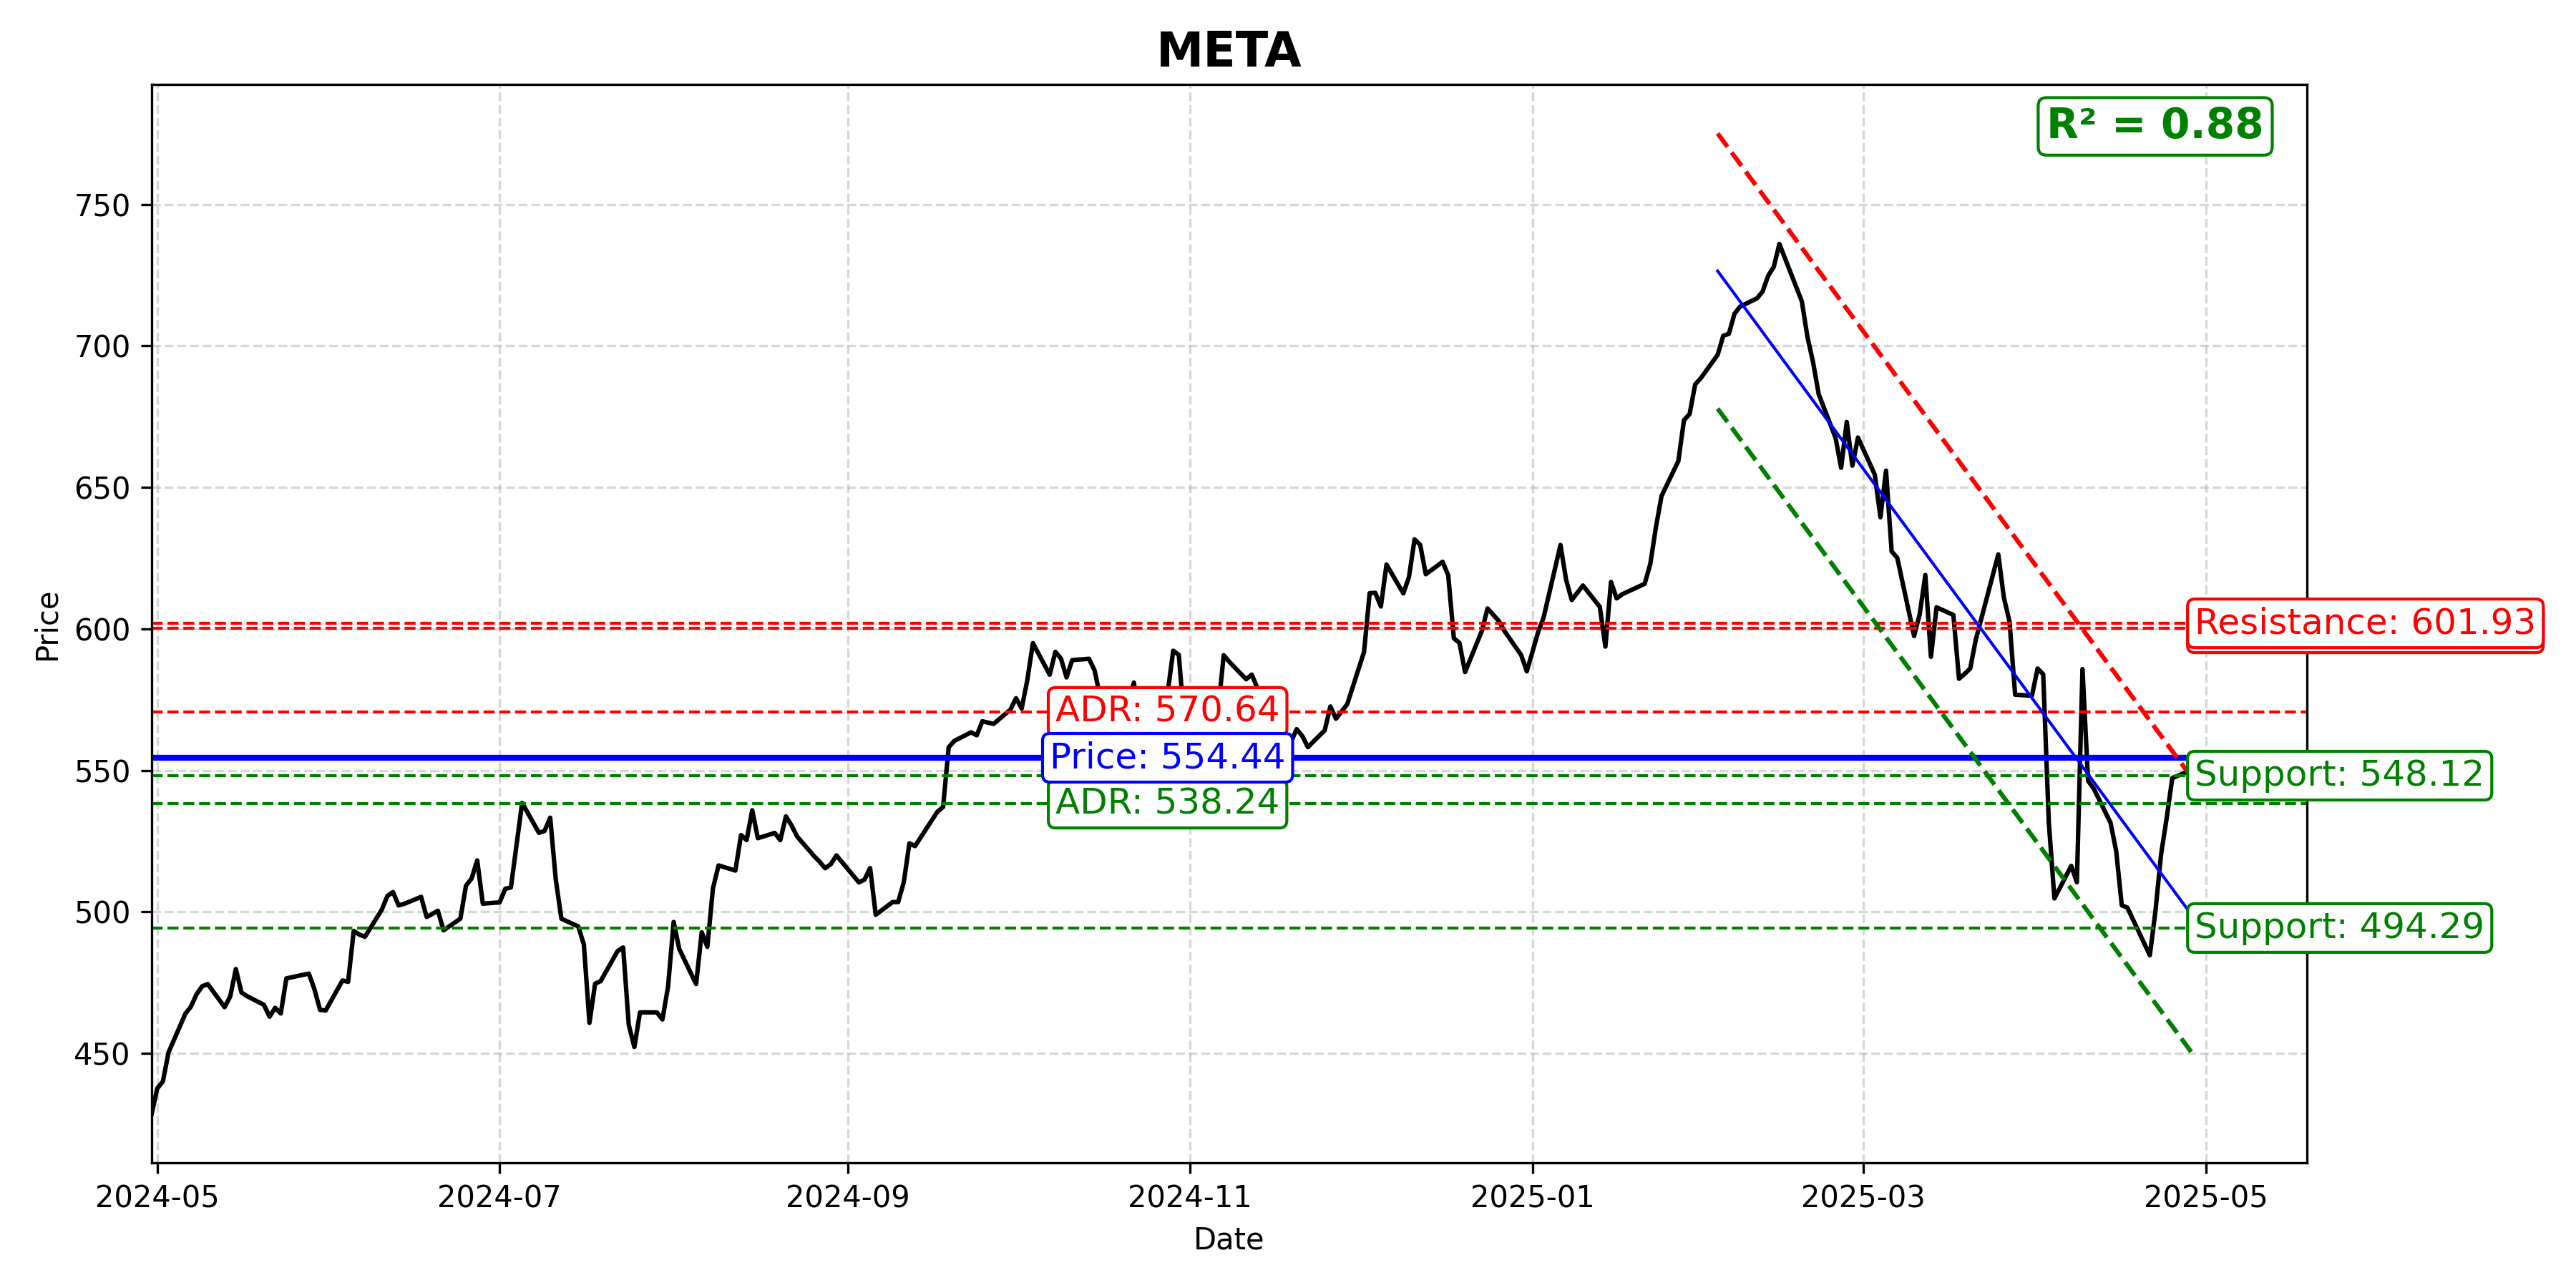 META
R² = 0.88
750
700
650
600
550
500
450
Price
Resistance: 601.93
ADR: 570.64
Price: 554.44
Support: 548.12
ADR: 538.24
Support: 494.29
2024-05
2024-07
2024-09
2024-11
2025-01
2025-03
2025-05
Date